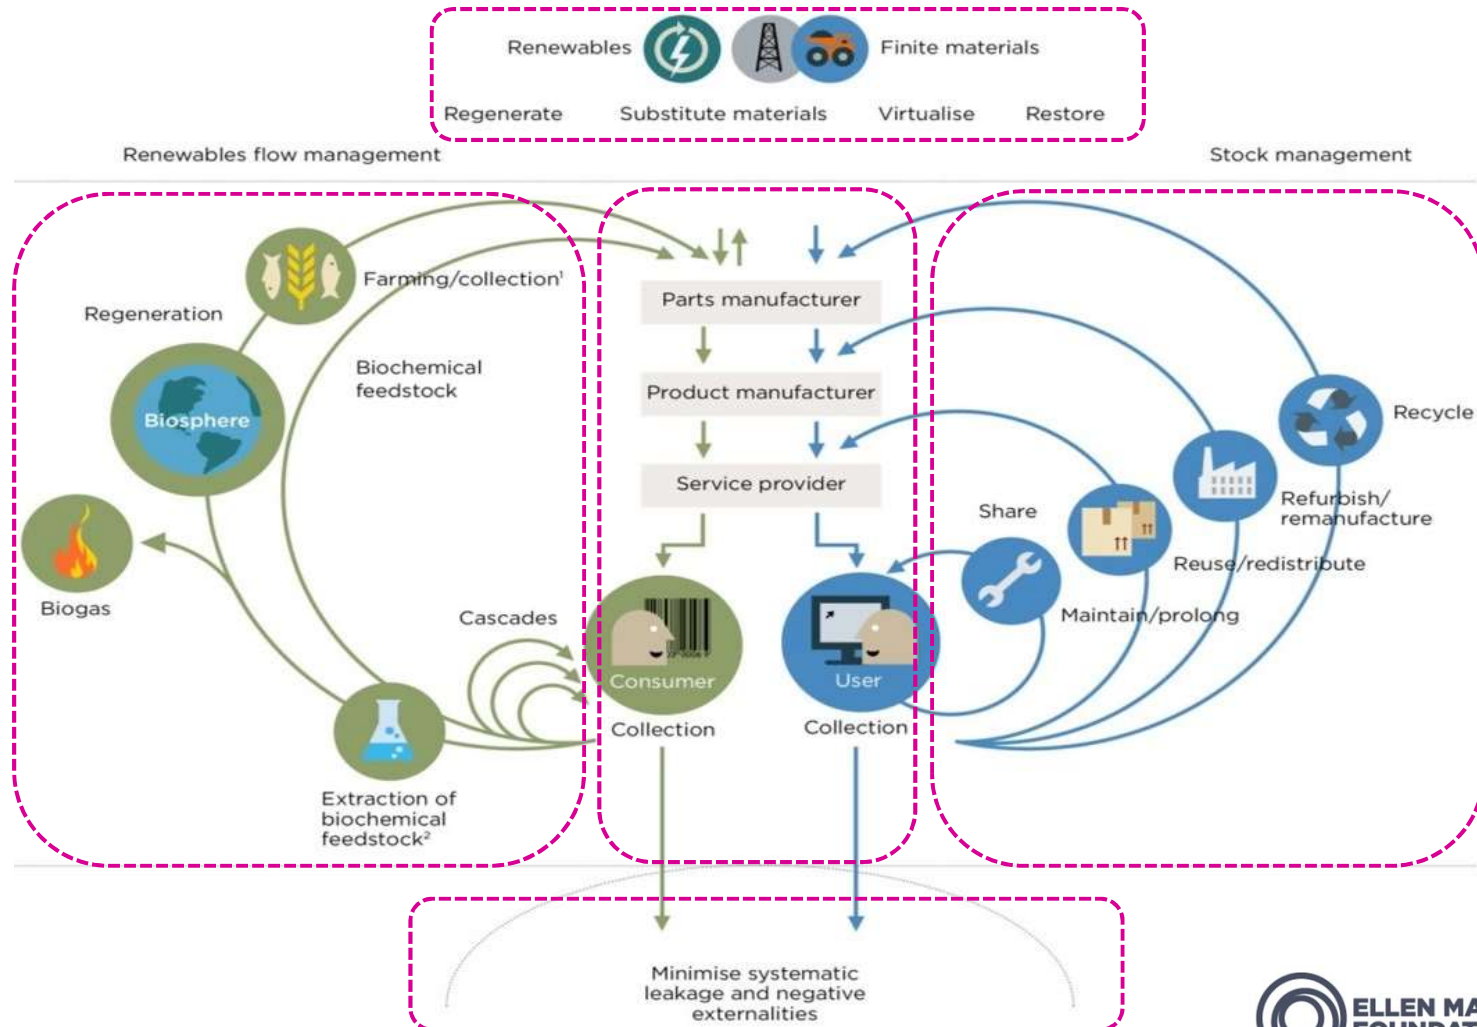 Renewables
Finite materials
Regenerate
Substitute materials
Virtualise
Restore
Renewables flow management
Stock management
Farming/collection¹
Regeneration
Parts manufacturer
Biochemical
feedstock
Biosphere
Product manufacturer
Recycle
Service provider
Share
Refurbish/
remanufacture
Reuse/redistribute
Biogas
Cascades
Maintain/prolong
Consumer
User
Collection
Collection
Extraction of
biochemical
feedstock²
Minimise systematic
leakage and negative
externalities
ELLEN MA